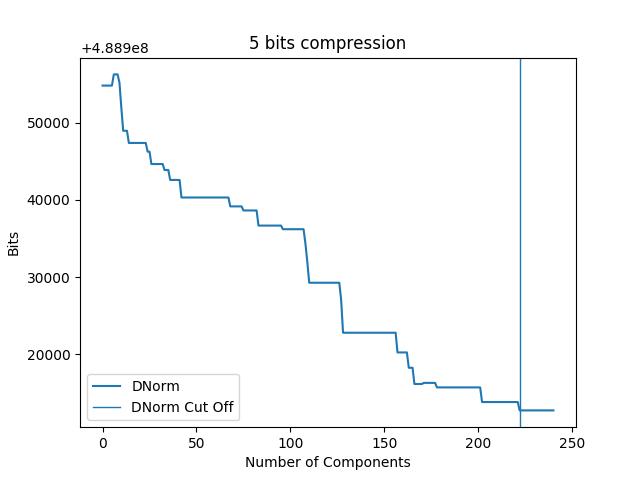 5 bits compression
+4.889e8
50000
40000
30000
20000
Bits
DNorm
DNorm Cut Off
0
50
100
150
200
250
Number of Components